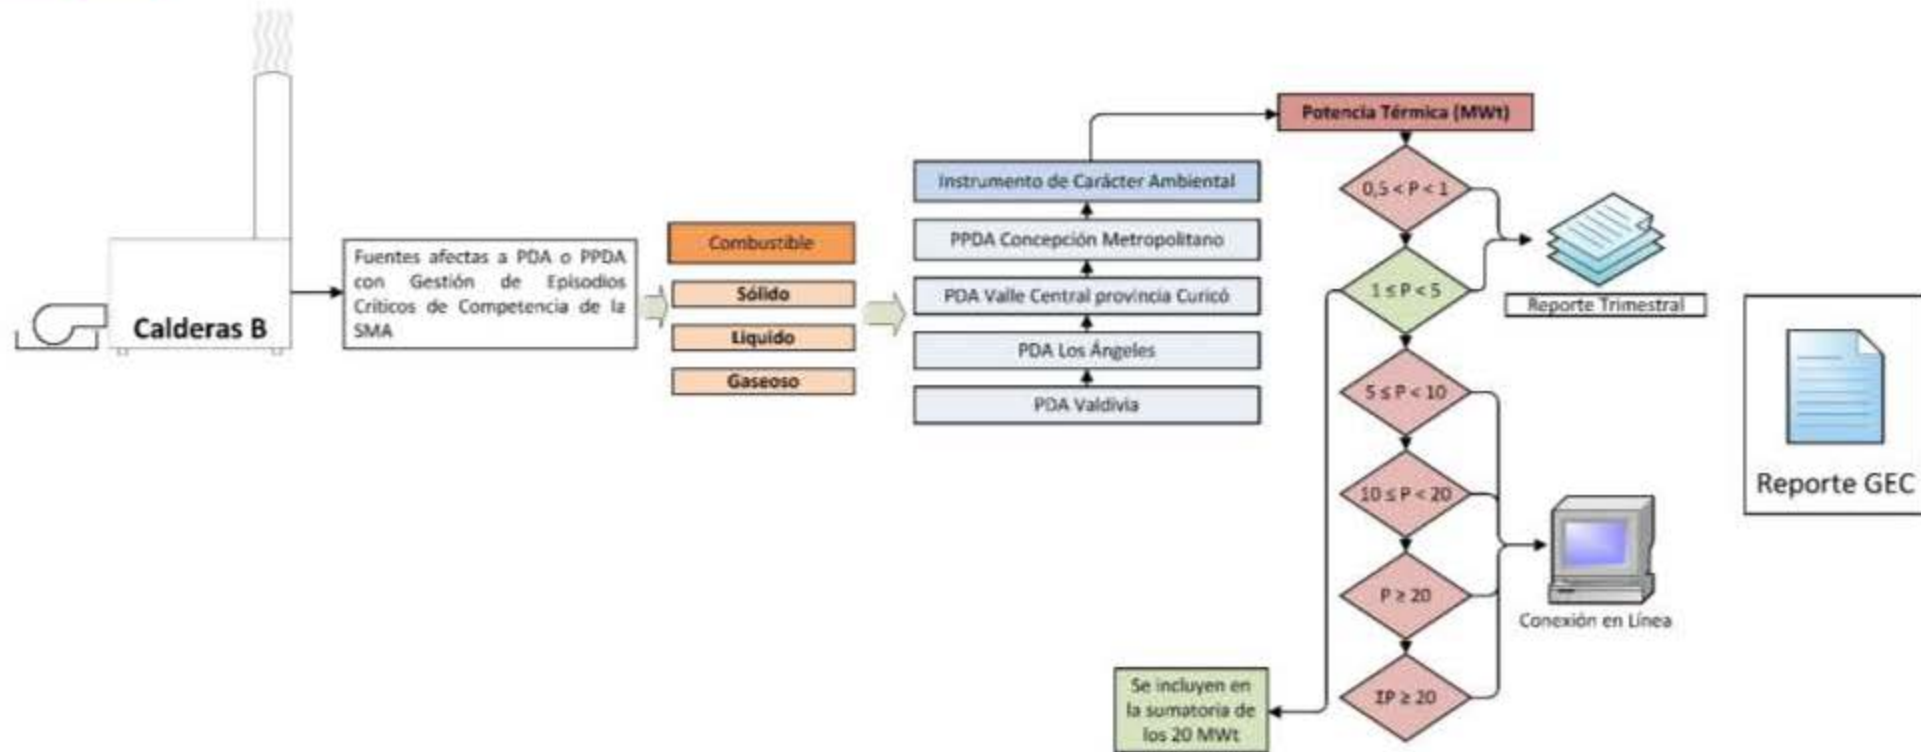 Calderas B
Fuentes afectas a PDA o PPDA
con Gestión de Episodios
Críticos de Competencia de la
SMA
Combustible
Sólido
Liquido
Gaseoso
Instrumento de Carácter Ambiental
PPDA Concepción Metropolitano
PDA Valle Central provincia Curicó
PDA Los Ángeles
PDA Valdivia
Potencia Térmica (MWt)
0,5 < P < 1
1 ≤ P < 5
5 ≤ P < 10
10 ≤ P < 20
P ≥ 20
ΣP ≥ 20
Se incluyen en
la sumatoria de
los 20 MWt
Reporte Trimestral
Conexión en Línea
Reporte GEC